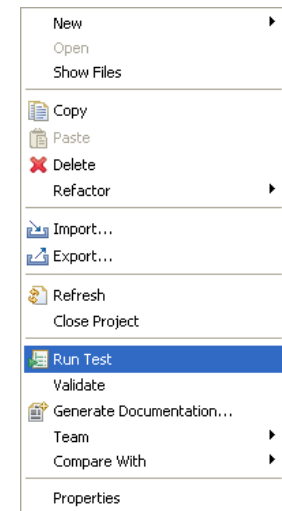 New
Open
Show Files
Copy
Paste
Delete
Refactor
Import...
Export...
Refresh
Close Project
Run Test
Validate
Generate Documentation...
Team
Compare With
Properties